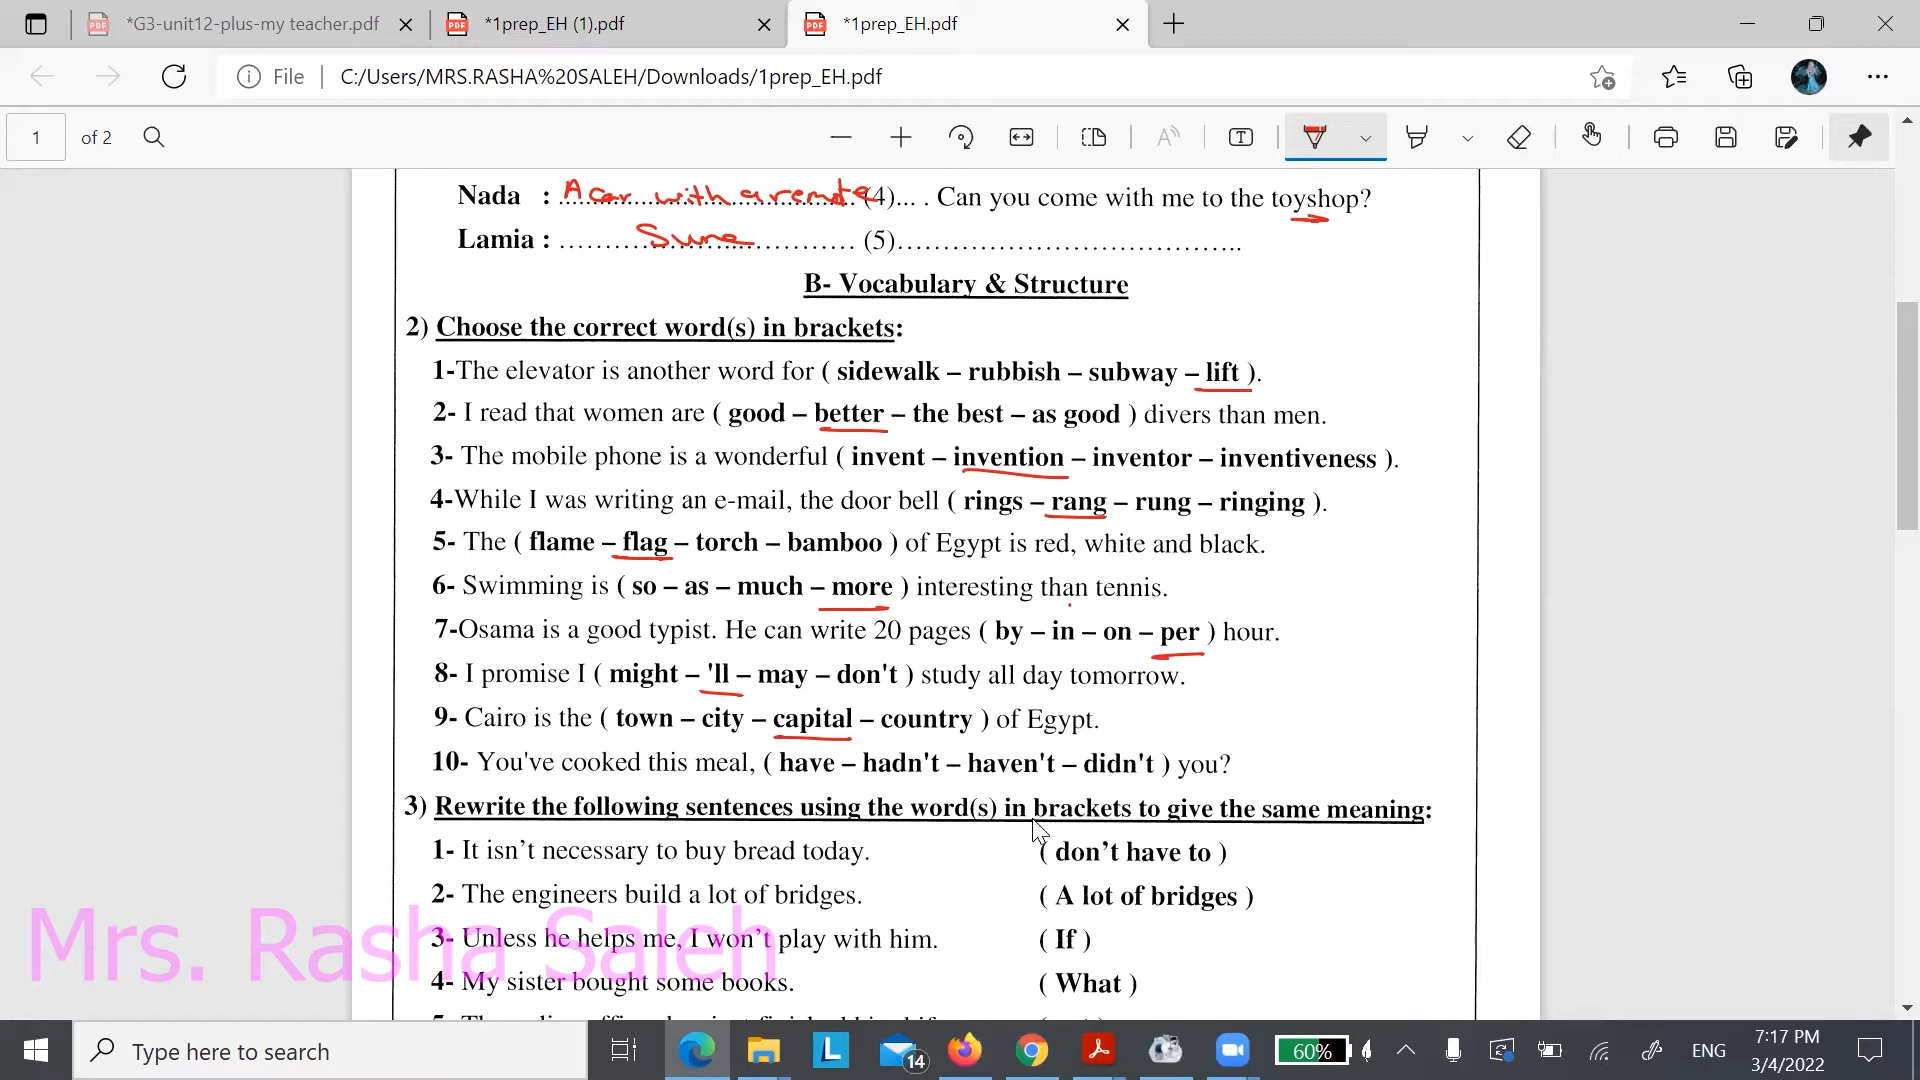 *G3-unit12-plus-my teacher.pdf
*1prep_EH (1).pdf
*1prep_EH.pdf
File
C:/Users/MRS.RASHA%20SALEH/Downloads/1prep_EH.pdf
1 of 2
Nada : A car with a remote (4)... . Can you come with me to the toyshop?
Lamia : ………Sure………… (5)………………………………..
B- Vocabulary & Structure
2) Choose the correct word(s) in brackets:
1-The elevator is another word for ( sidewalk – rubbish – subway – lift ).
2- I read that women are ( good – better – the best – as good ) divers than men.
3- The mobile phone is a wonderful ( invent – invention – inventor – inventiveness ).
4-While I was writing an e-mail, the door bell ( rings – rang – rung – ringing ).
5- The ( flame – flag – torch – bamboo ) of Egypt is red, white and black.
6- Swimming is ( so – as – much – more ) interesting than tennis.
7-Osama is a good typist. He can write 20 pages ( by – in – on – per ) hour.
8- I promise I ( might – 'll – may – don't ) study all day tomorrow.
9- Cairo is the ( town – city – capital – country ) of Egypt.
10- You've cooked this meal, ( have – hadn't – haven't – didn't ) you?
3) Rewrite the following sentences using the word(s) in brackets to give the same meaning:
1- It isn't necessary to buy bread today. ( don't have to )
2- The engineers build a lot of bridges. ( A lot of bridges )
3- Unless he helps me, I won't play with him. ( If )
4- My sister bought some books. ( What )
Mrs. Rasha Saleh
Type here to search
14
60%
ENG
7:17 PM
3/4/2022